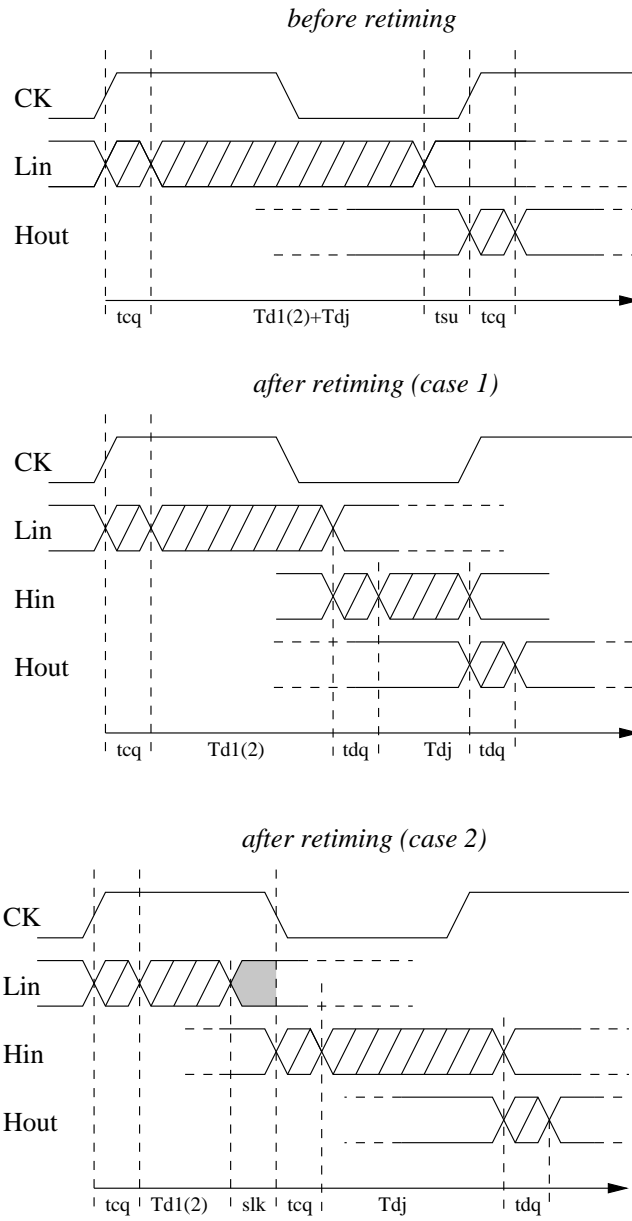 before retiming
CK
Lin
Hout
tcq Td1(2)+Tdj tsu tcq
after retiming (case 1)
CK
Lin
Hin
Hout
tcq Td1(2) tdq Tdj tdq
after retiming (case 2)
CK
Lin
Hin
Hout
tcq Td1(2) slk tcq Tdj tdq